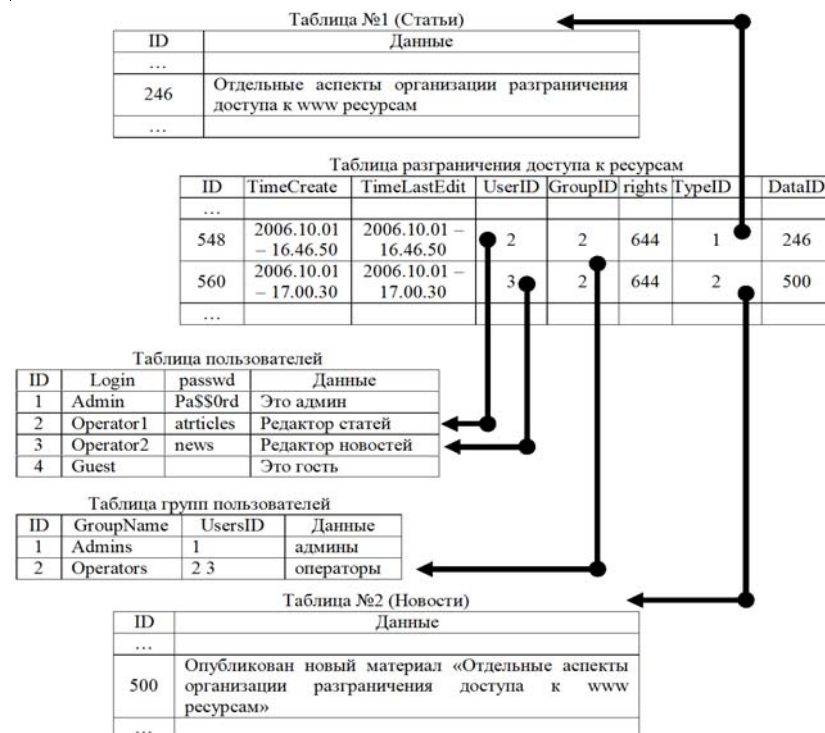 Таблица №1 (Статьи)
ID Данные
...
246 Отдельные аспекты организации разграничения
доступа к www ресурсам
...
Таблица разграничения доступа к ресурсам
ID TimeCreate TimeLastEdit UserID GroupID rights TypeID DataID
...
548 2006.10.01 – 16.46.50 2006.10.01 – 16.46.50 2 2 644 1 246
560 2006.10.01 – 17.00.30 2006.10.01 – 17.00.30 3 2 644 2 500
...
Таблица пользователей
ID Login passwd Данные
1 Admin Pa$$0rd Это админ
2 Operator1 atrticles Редактор статей
3 Operator2 news Редактор новостей
4 Guest Это гость
Таблица групп пользователей
ID GroupName UsersID Данные
1 Admins 1 админы
2 Operators 2 3 операторы
Таблица №2 (Новости)
ID Данные
...
500 Опубликован новый материал «Отдельные аспекты
организации разграничения доступа к www
ресурсам»
...